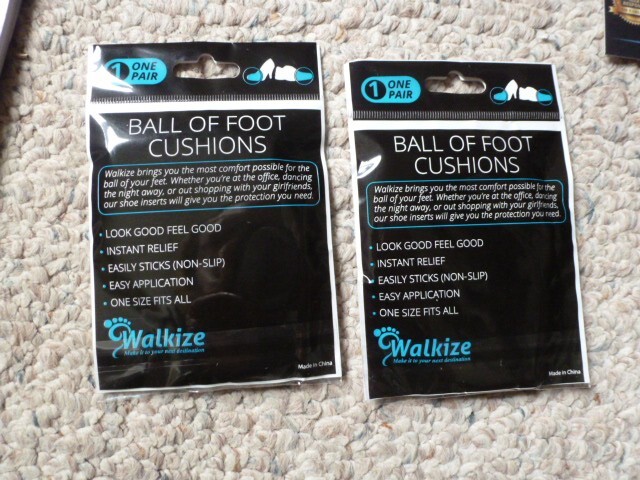 1 ONE
PAIR
BALL OF FOOT
CUSHIONS
Walkize brings you the most comfort possible for the
ball of your feet. Whether you're at the office, dancing
the night away, or out shopping with your girlfriends,
our shoe inserts will give you the protection you need.
• LOOK GOOD FEEL GOOD
• INSTANT RELIEF
• EASILY STICKS (NON-SLIP)
• EASY APPLICATION
• ONE SIZE FITS ALL
Walkize
Make it to your next destination
Made in China
1 ONE
PAIR
BALL OF FOOT
CUSHIONS
Walkize brings you the most comfort possible for the
ball of your feet. Whether you're at the office, dancing
the night away, or out shopping with your girlfriends,
our shoe inserts will give you the protection you need.
• LOOK GOOD FEEL GOOD
• INSTANT RELIEF
• EASILY STICKS (NON-SLIP)
• EASY APPLICATION
• ONE SIZE FITS ALL
Walkize
Make it to your next destination
Made in China